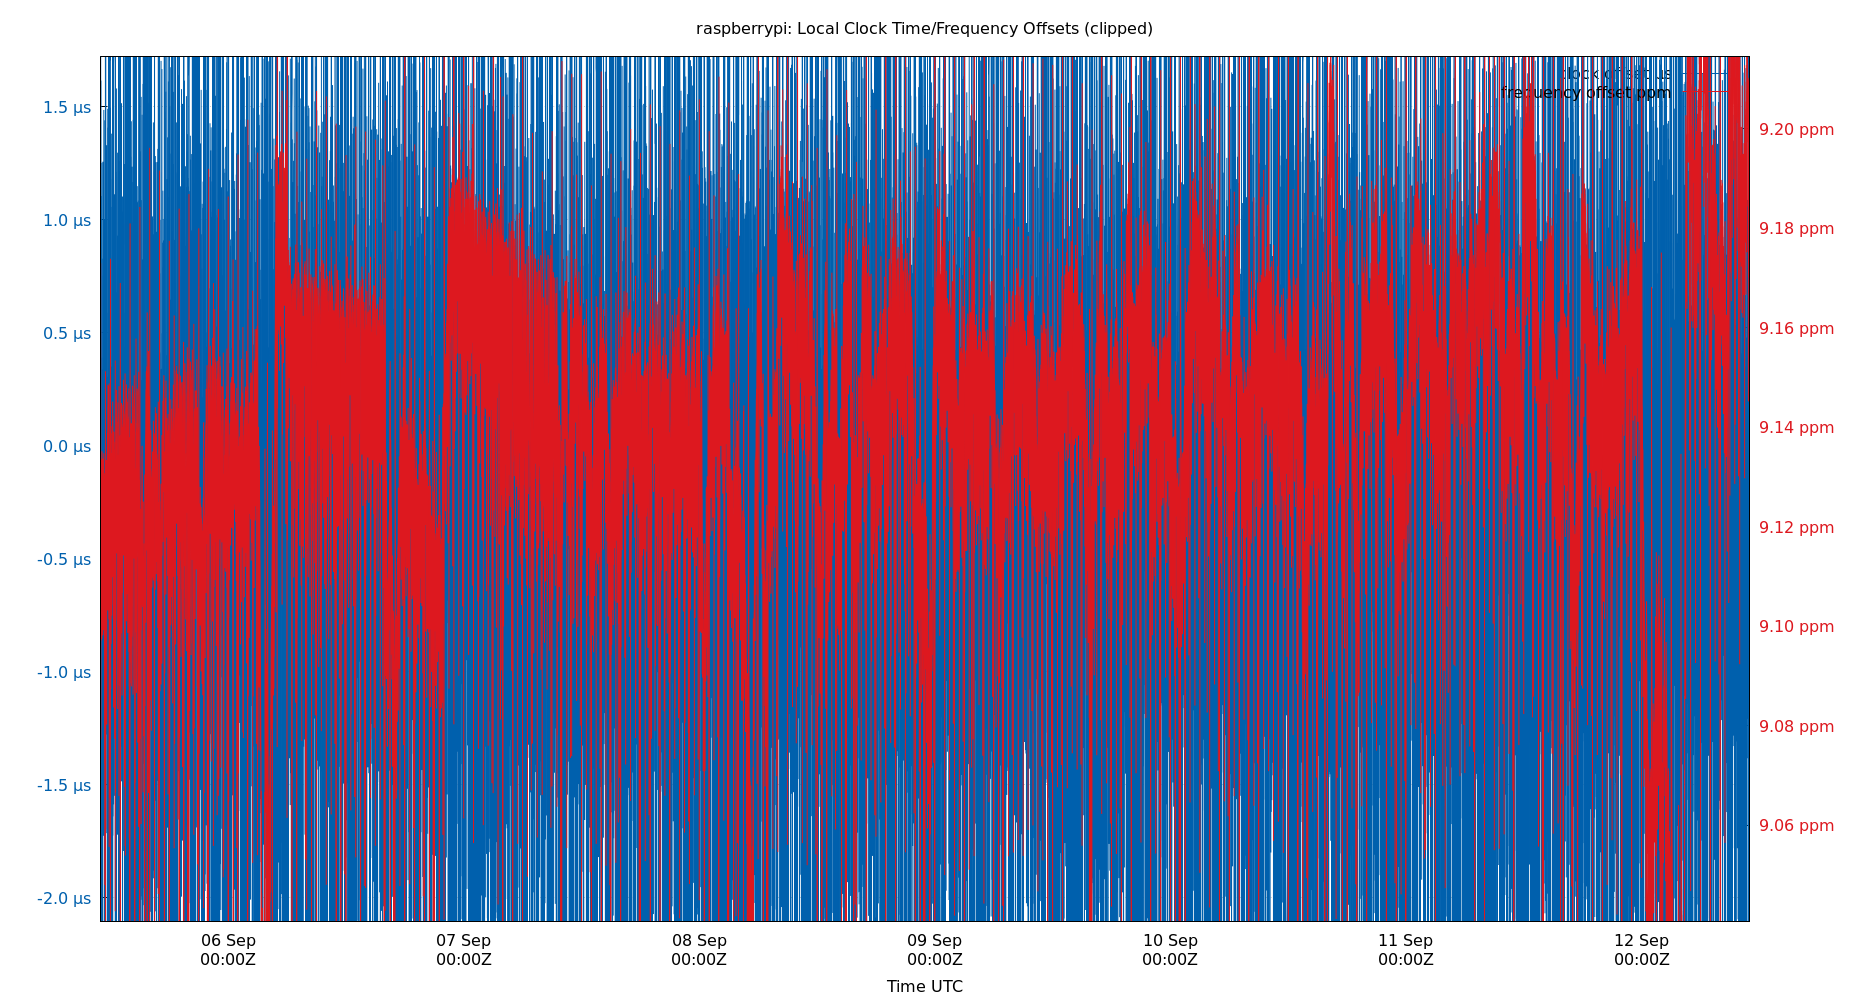 raspberrypi: Local Clock Time/Frequency Offsets (clipped)
clock offset µs
frequency offset ppm
1.5 µs
1.0 µs
0.5 µs
0.0 µs
-0.5 µs
-1.0 µs
-1.5 µs
-2.0 µs
9.20 ppm
9.18 ppm
9.16 ppm
9.14 ppm
9.12 ppm
9.10 ppm
9.08 ppm
9.06 ppm
06 Sep 07 Sep 08 Sep 09 Sep 10 Sep 11 Sep 12 Sep
00:00Z 00:00Z 00:00Z 00:00Z 00:00Z 00:00Z 00:00Z
Time UTC